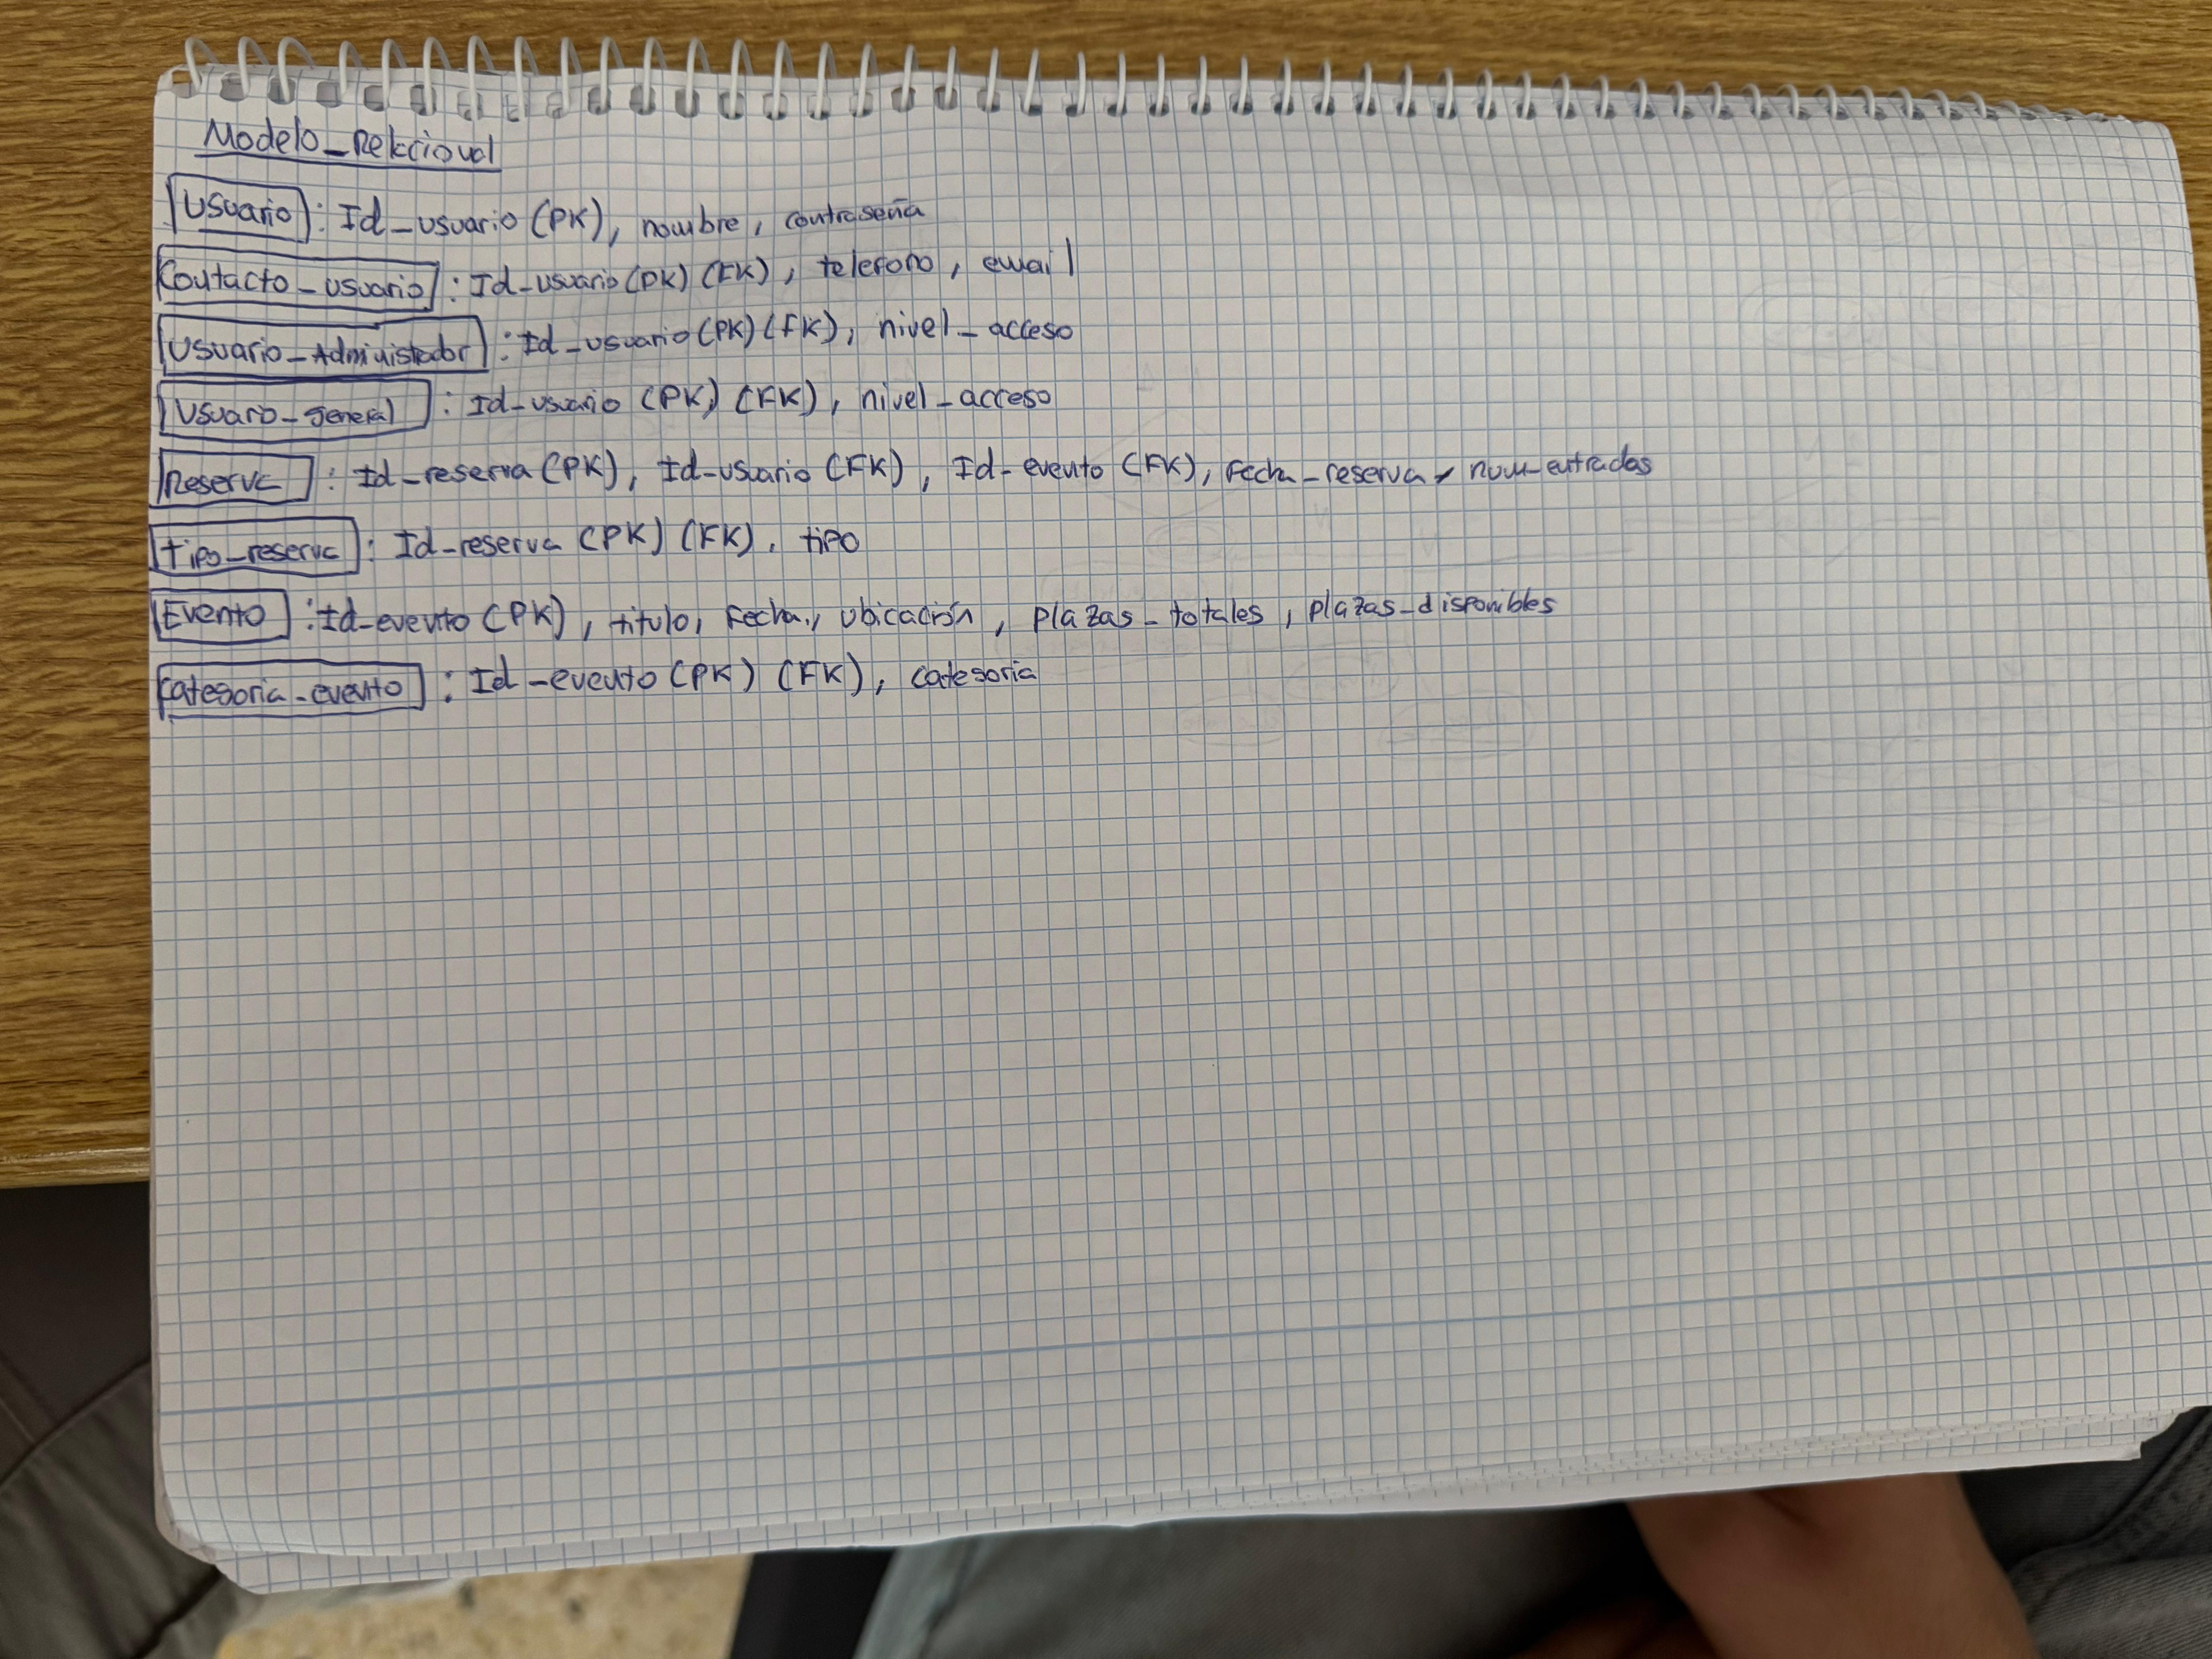 Modelo_Relacional
Usuario : Id_usuario (PK), nombre, contraseña
Contacto_usuario : Id_usuario (PK) (FK), telefono, email
Usuario_Administador : Id_usuario (PK) (FK), nivel_acceso
Usuaro_general : Id_usuario (PK) (FK), nivel_acceso
Reserva : Id_reserva (PK), Id_usuario (FK), Id_evento (FK), Fecha_reserva, num_entradas
tipo_reserva : Id_reserva (PK) (FK), tipo
Evento : Id_evento (PK), titulo, Fecha, ubicación, plazas_totales, plazas_disponibles
categoria_evento : Id_evento (PK) (FK), categoria